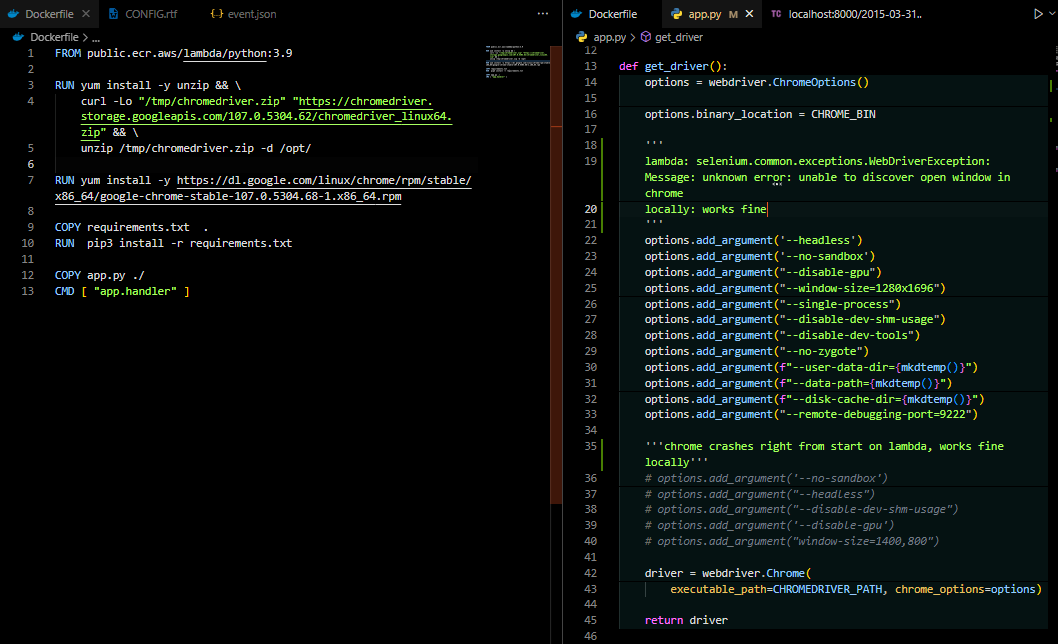 Dockerfile CONFIG.rtf {} event.json ...
Dockerfile > ...
1 FROM public.ecr.aws/lambda/python:3.9
2
3 RUN yum install -y unzip && \
4 curl -Lo "/tmp/chromedriver.zip" "https://chromedriver.
storage.googleapis.com/107.0.5304.62/chromedriver_linux64.
zip" && \
5 unzip /tmp/chromedriver.zip -d /opt/
6
7 RUN yum install -y https://dl.google.com/linux/chrome/rpm/stable/
x86_64/google-chrome-stable-107.0.5304.68-1.x86_64.rpm
8
9 COPY requirements.txt .
10 RUN pip3 install -r requirements.txt
11
12 COPY app.py ./
13 CMD [ "app.handler" ]
Dockerfile app.py M TC localhost:8000/2015-03-31..
app.py > get_driver
12
13 def get_driver():
14 options = webdriver.ChromeOptions()
15
16 options.binary_location = CHROME_BIN
17
18 '''
19 lambda: selenium.common.exceptions.WebDriverException:
Message: unknown error: unable to discover open window in
chrome
20 locally: works fine
21 '''
22 options.add_argument('--headless')
23 options.add_argument('--no-sandbox')
24 options.add_argument("--disable-gpu")
25 options.add_argument("--window-size=1280x1696")
26 options.add_argument("--single-process")
27 options.add_argument("--disable-dev-shm-usage")
28 options.add_argument("--disable-dev-tools")
29 options.add_argument("--no-zygote")
30 options.add_argument(f"--user-data-dir={mkdtemp()}")
31 options.add_argument(f"--data-path={mkdtemp()}")
32 options.add_argument(f"--disk-cache-dir={mkdtemp()}")
33 options.add_argument("--remote-debugging-port=9222")
34
35 '''chrome crashes right from start on lambda, works fine
locally'''
36 # options.add_argument('--no-sandbox')
37 # options.add_argument("--headless")
38 # options.add_argument("--disable-dev-shm-usage")
39 # options.add_argument('--disable-gpu')
40 # options.add_argument("window-size=1400,800")
41
42 driver = webdriver.Chrome(
43 executable_path=CHROMEDRIVER_PATH, chrome_options=options)
44
45 return driver
46